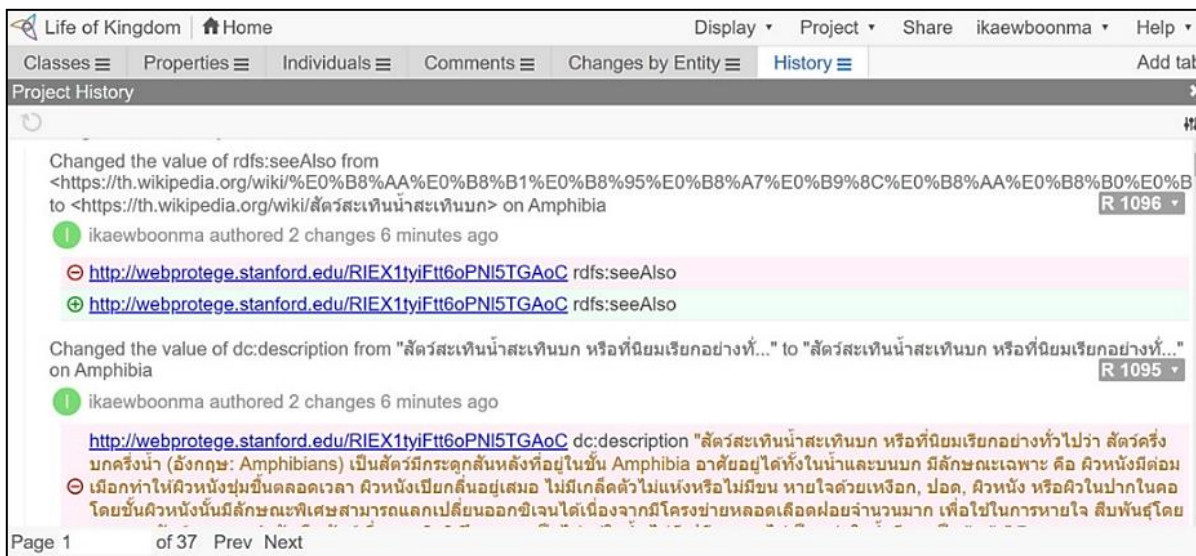 Life of Kingdom Home Display Project Share ikaewboonma Help
Classes Properties Individuals Comments Changes by Entity History Add tab
Project History
Changed the value of rdfs:seeAlso from
<https://th.wikipedia.org/wiki/%E0%B8%AA%E0%B8%B1%E0%B8%95%E0%B8%A7%E0%B9%8C%E0%B8%AA%E0%B8%B0%E0%B
to <https://th.wikipedia.org/wiki/สัตว์สะเทินน้ำสะเทินบก> on Amphibia R 1096
I ikaewboonma authored 2 changes 6 minutes ago
http://webprotege.stanford.edu/RIEX1tyiFtt6oPNl5TGAoC rdfs:seeAlso
http://webprotege.stanford.edu/RIEX1tyiFtt6oPNl5TGAoC rdfs:seeAlso
Changed the value of dc:description from "สัตว์สะเทินน้ำสะเทินบก หรือที่นิยมเรียกอย่างทั่..." to "สัตว์สะเทินน้ำสะเทินบก หรือที่นิยมเรียกอย่างทั่..."
on Amphibia R 1095
I ikaewboonma authored 2 changes 6 minutes ago
http://webprotege.stanford.edu/RIEX1tyiFtt6oPNl5TGAoC dc:description "สัตว์สะเทินน้ำสะเทินบก หรือที่นิยมเรียกอย่างทั่วไปว่า สัตว์ครึ่ง
บกครึ่งน้ำ (อังกฤษ: Amphibians) เป็นสัตว์มีกระดูกสันหลังที่อยู่ในชั้น Amphibia อาศัยอยู่ได้ทั้งในน้ำและบนบก มีลักษณะเฉพาะ คือ ผิวหนังมีต่อม
เมือกทำให้ผิวหนังชุ่มชื้นตลอดเวลา ผิวหนังเปียกลื่นอยู่เสมอ ไม่มีเกล็ดตัวไม่แห้งหรือไม่มีขน หายใจด้วยเหงือก, ปอด, ผิวหนัง หรือผิวในปากในคอ
โดยชั้นผิวหนังนั้นมีลักษณะพิเศษสามารถแลกเปลี่ยนออกซิเจนได้เนื่องจากมีโครงข่ายหลอดเลือดฝอยจำนวนมาก เพื่อใช้ในการหายใจ สืบพันธุ์โดย
Page 1 of 37 Prev Next